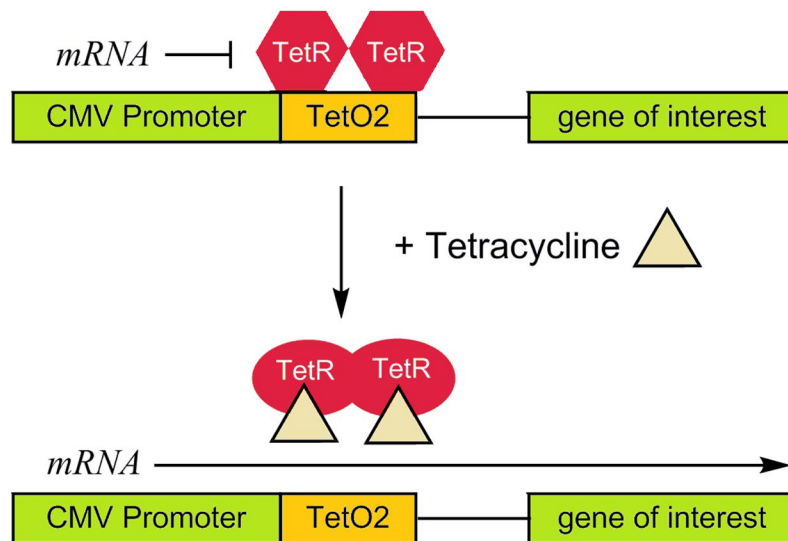 mRNA
TetR TetR
CMV Promoter TetO2 gene of interest
+ Tetracycline
TetR TetR
mRNA
CMV Promoter TetO2 gene of interest